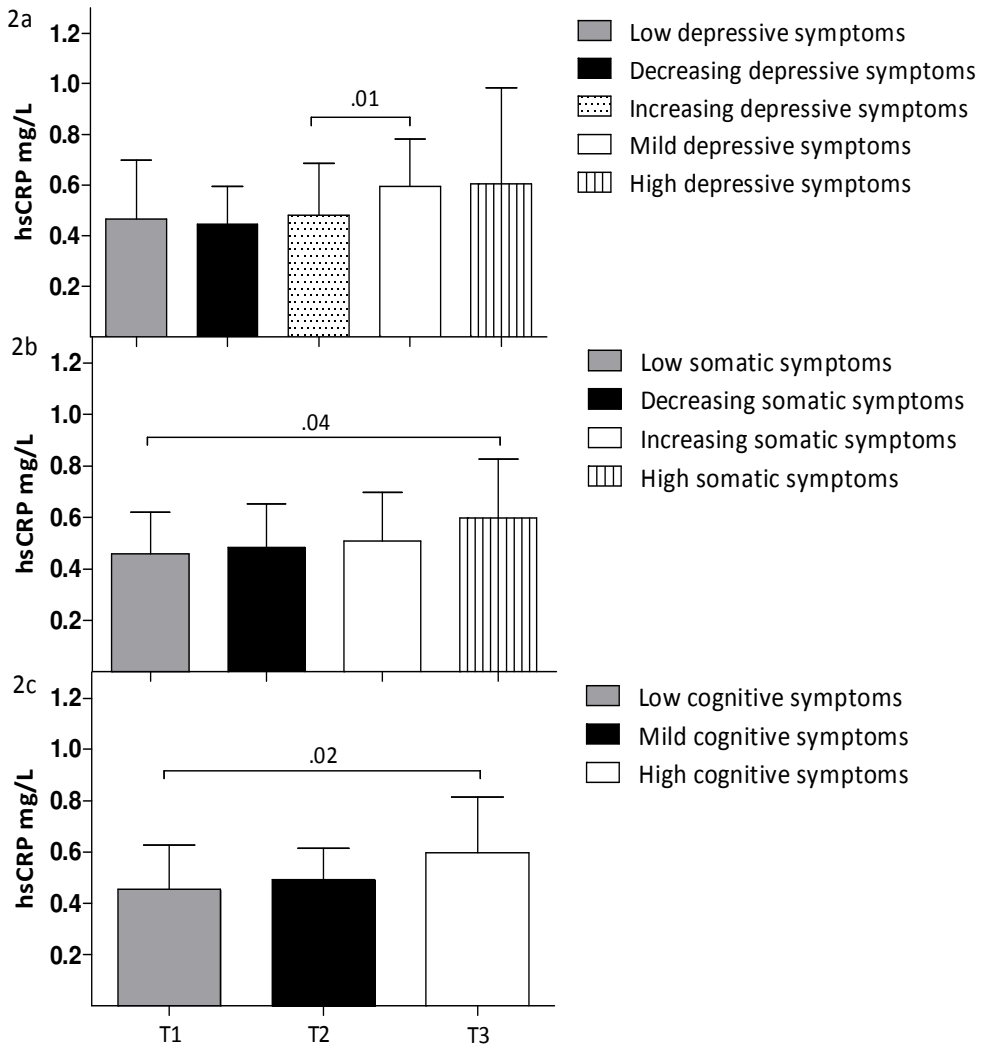 2a
1.2
1.0
0.8
0.6
0.4
0.2
hsCRP mg/L
.01
Low depressive symptoms
Decreasing depressive symptoms
Increasing depressive symptoms
Mild depressive symptoms
High depressive symptoms
2b
1.2
1.0
0.8
0.6
0.4
0.2
hsCRP mg/L
.04
Low somatic symptoms
Decreasing somatic symptoms
Increasing somatic symptoms
High somatic symptoms
2c
1.2
1.0
0.8
0.6
0.4
0.2
hsCRP mg/L
.02
Low cognitive symptoms
Mild cognitive symptoms
High cognitive symptoms
T1 T2 T3